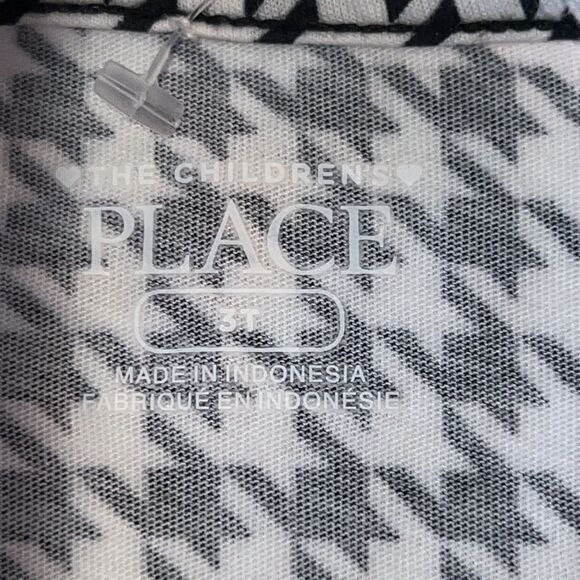 ♥THE CHILDRENS♥
PLACE
3T
MADE IN INDONESIA
FABRIQUÉ EN INDONÉSIE